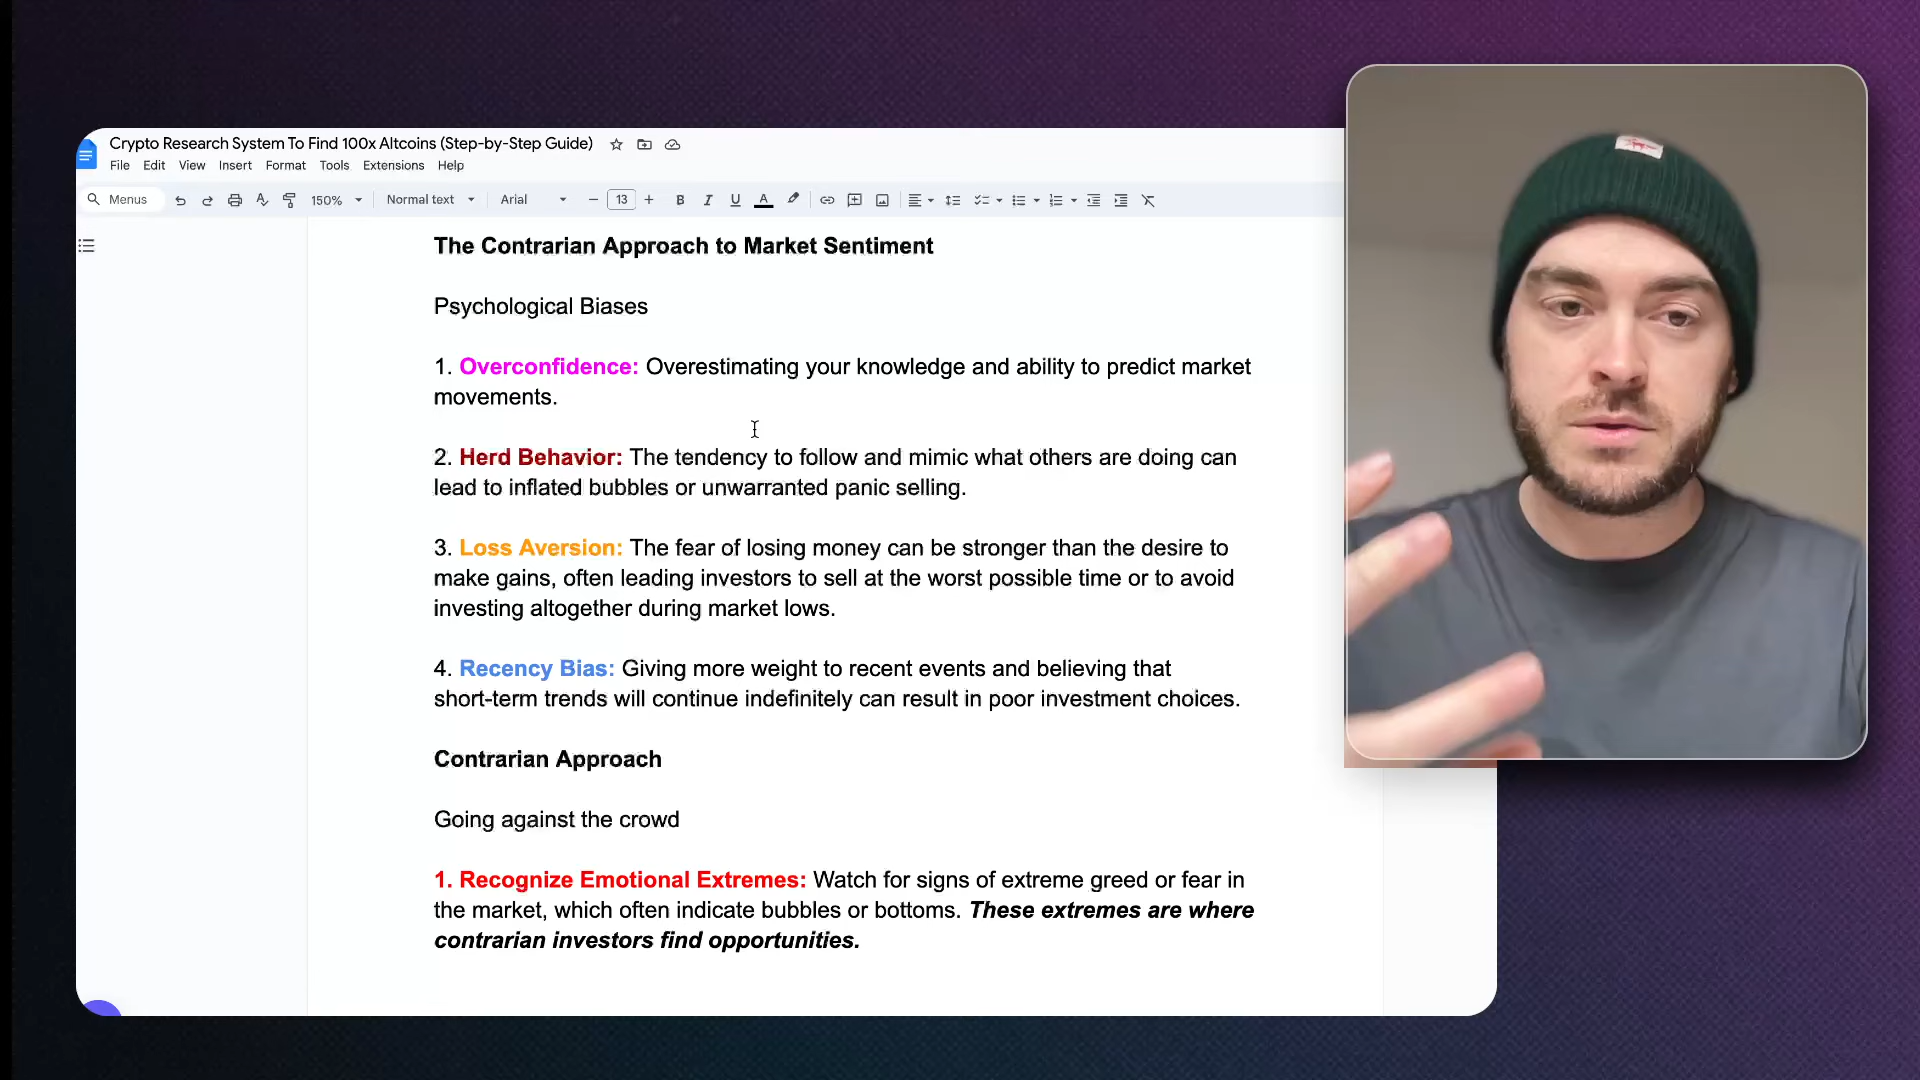 Crypto Research System To Find 100x Altcoins (Step-by-Step Guide)
File Edit View Insert Format Tools Extensions Help
Menus 150% Normal text Arial 13 B I U A
The Contrarian Approach to Market Sentiment
Psychological Biases
1. Overconfidence: Overestimating your knowledge and ability to predict market
movements.
2. Herd Behavior: The tendency to follow and mimic what others are doing can
lead to inflated bubbles or unwarranted panic selling.
3. Loss Aversion: The fear of losing money can be stronger than the desire to
make gains, often leading investors to sell at the worst possible time or to avoid
investing altogether during market lows.
4. Recency Bias: Giving more weight to recent events and believing that
short-term trends will continue indefinitely can result in poor investment choices.
Contrarian Approach
Going against the crowd
1. Recognize Emotional Extremes: Watch for signs of extreme greed or fear in
the market, which often indicate bubbles or bottoms. These extremes are where
contrarian investors find opportunities.